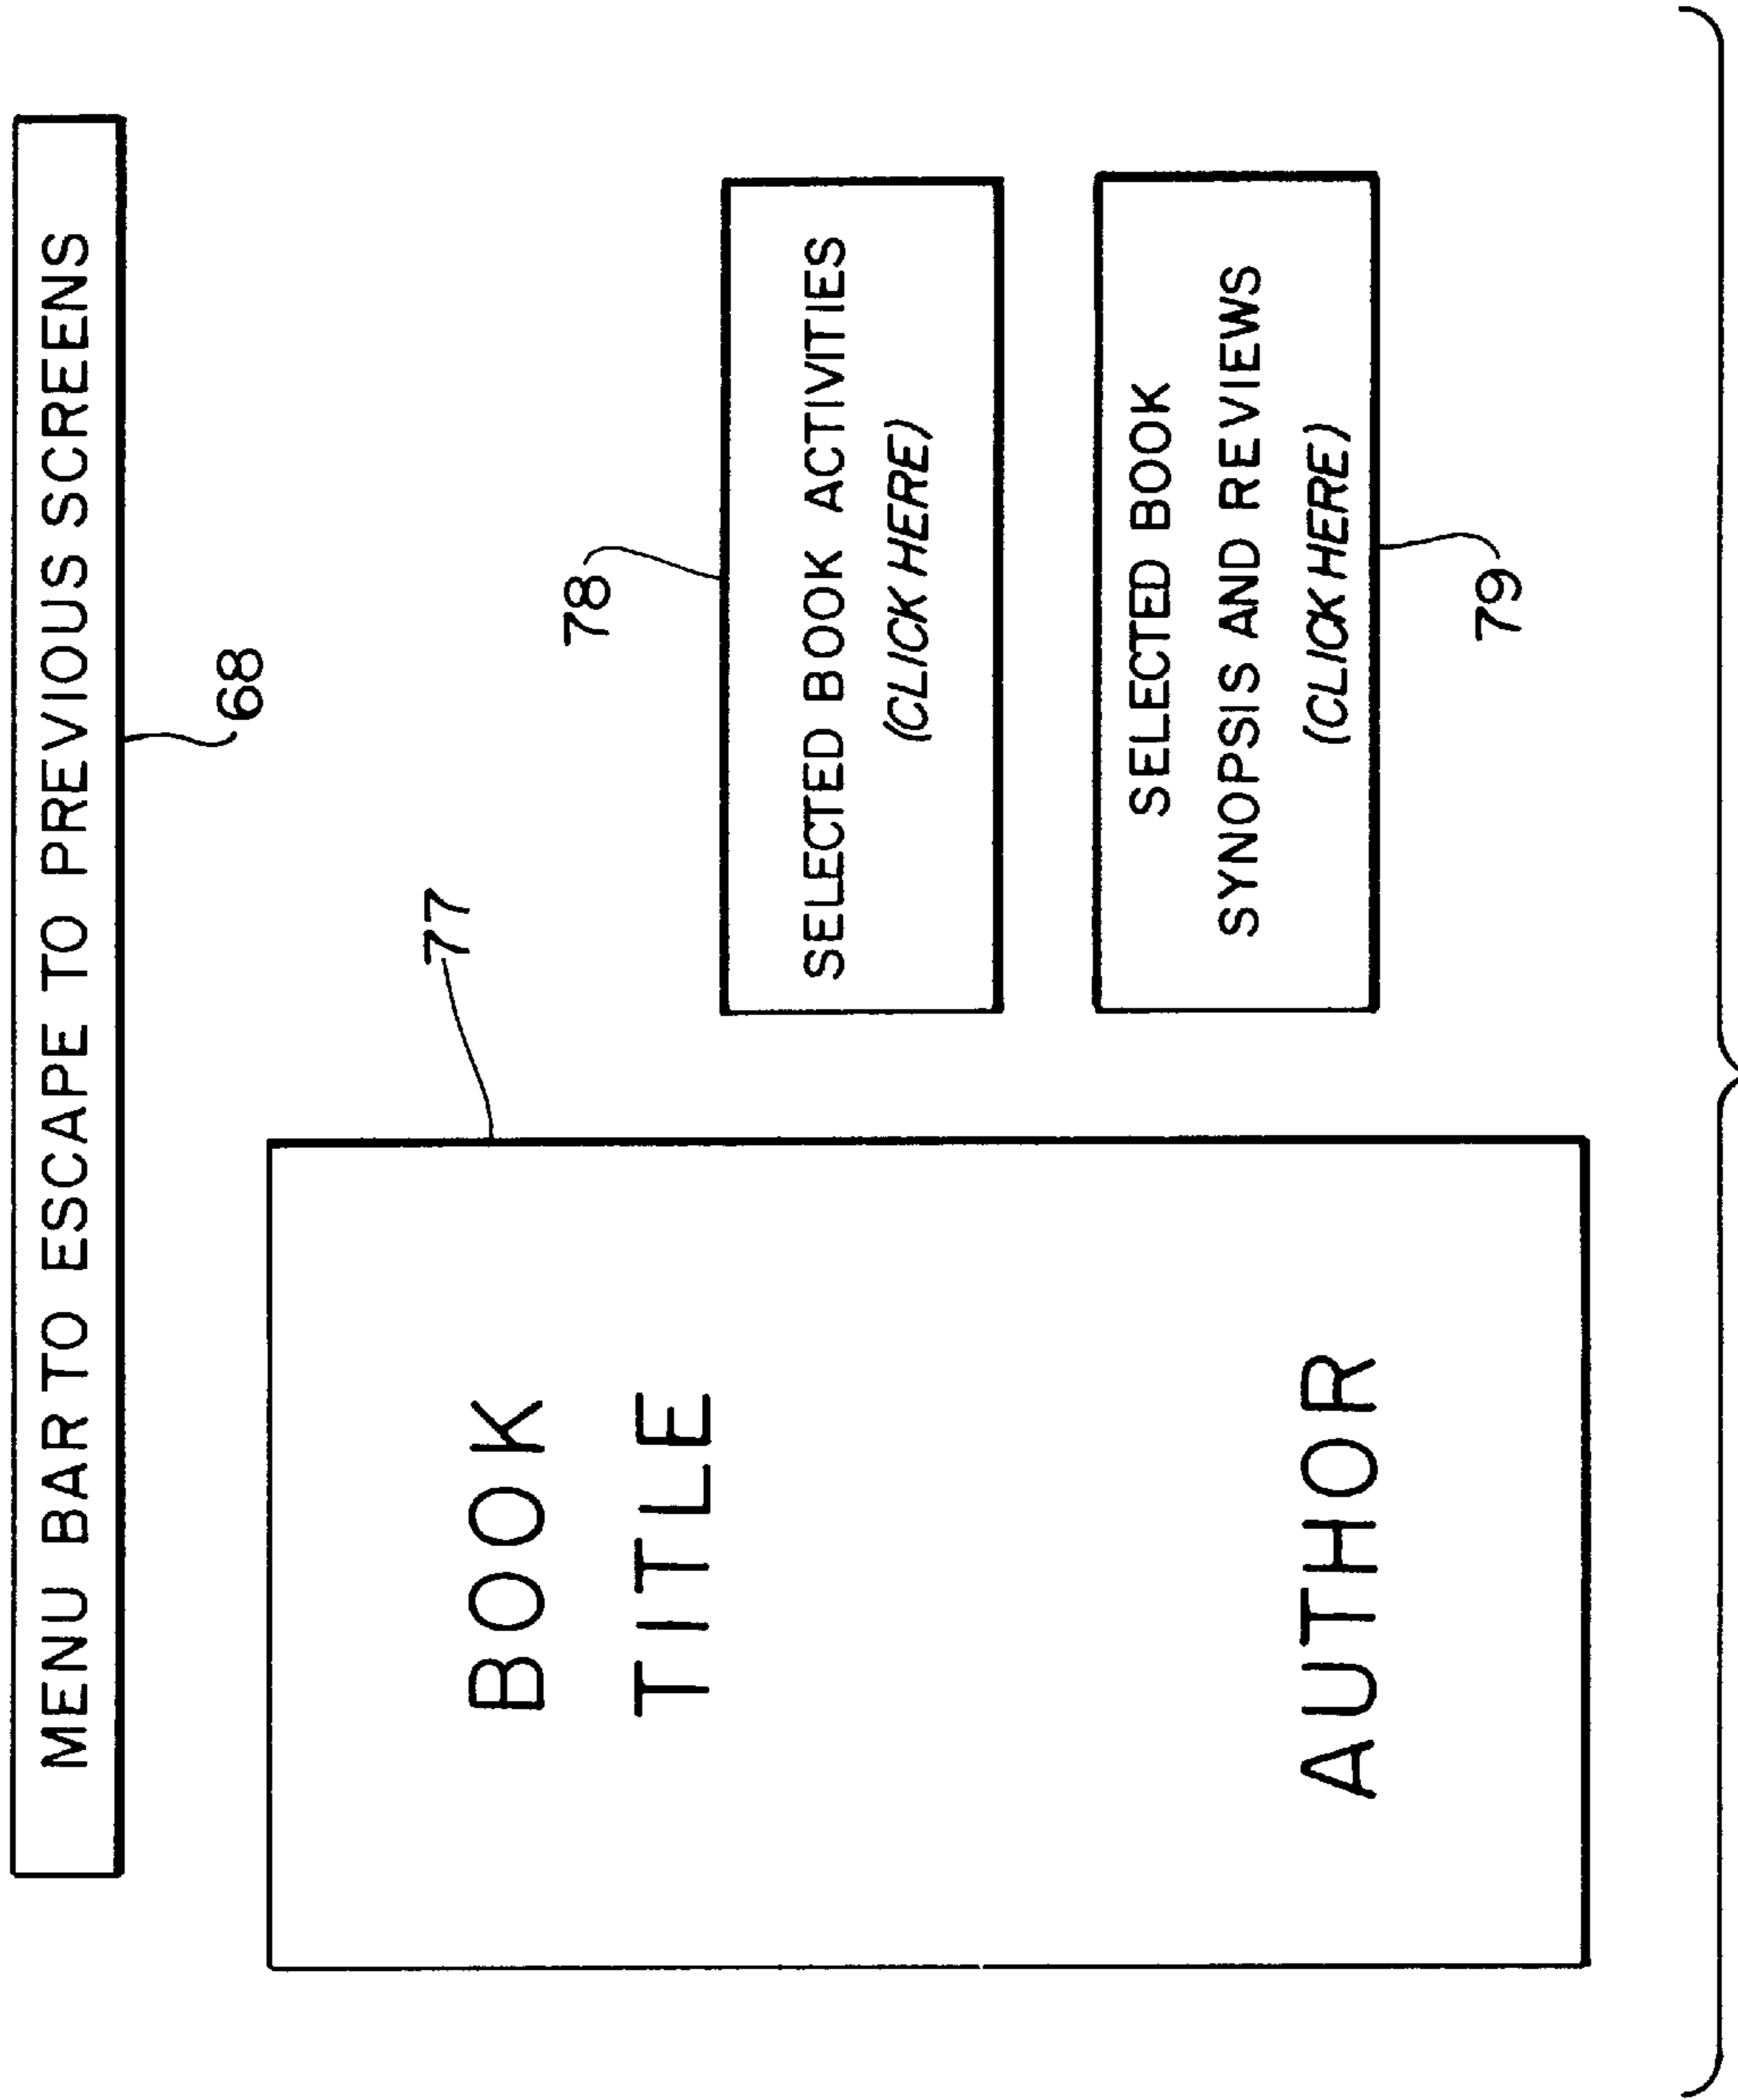 MENU BAR TO ESCAPE TO PREVIOUS SCREENS
68
77
BOOK
TITLE
AUTHOR
78
SELECTED BOOK ACTIVITIES
(CLICK HERE)
SELECTED BOOK
SYNOPSIS AND REVIEWS
(CLICK HERE)
79